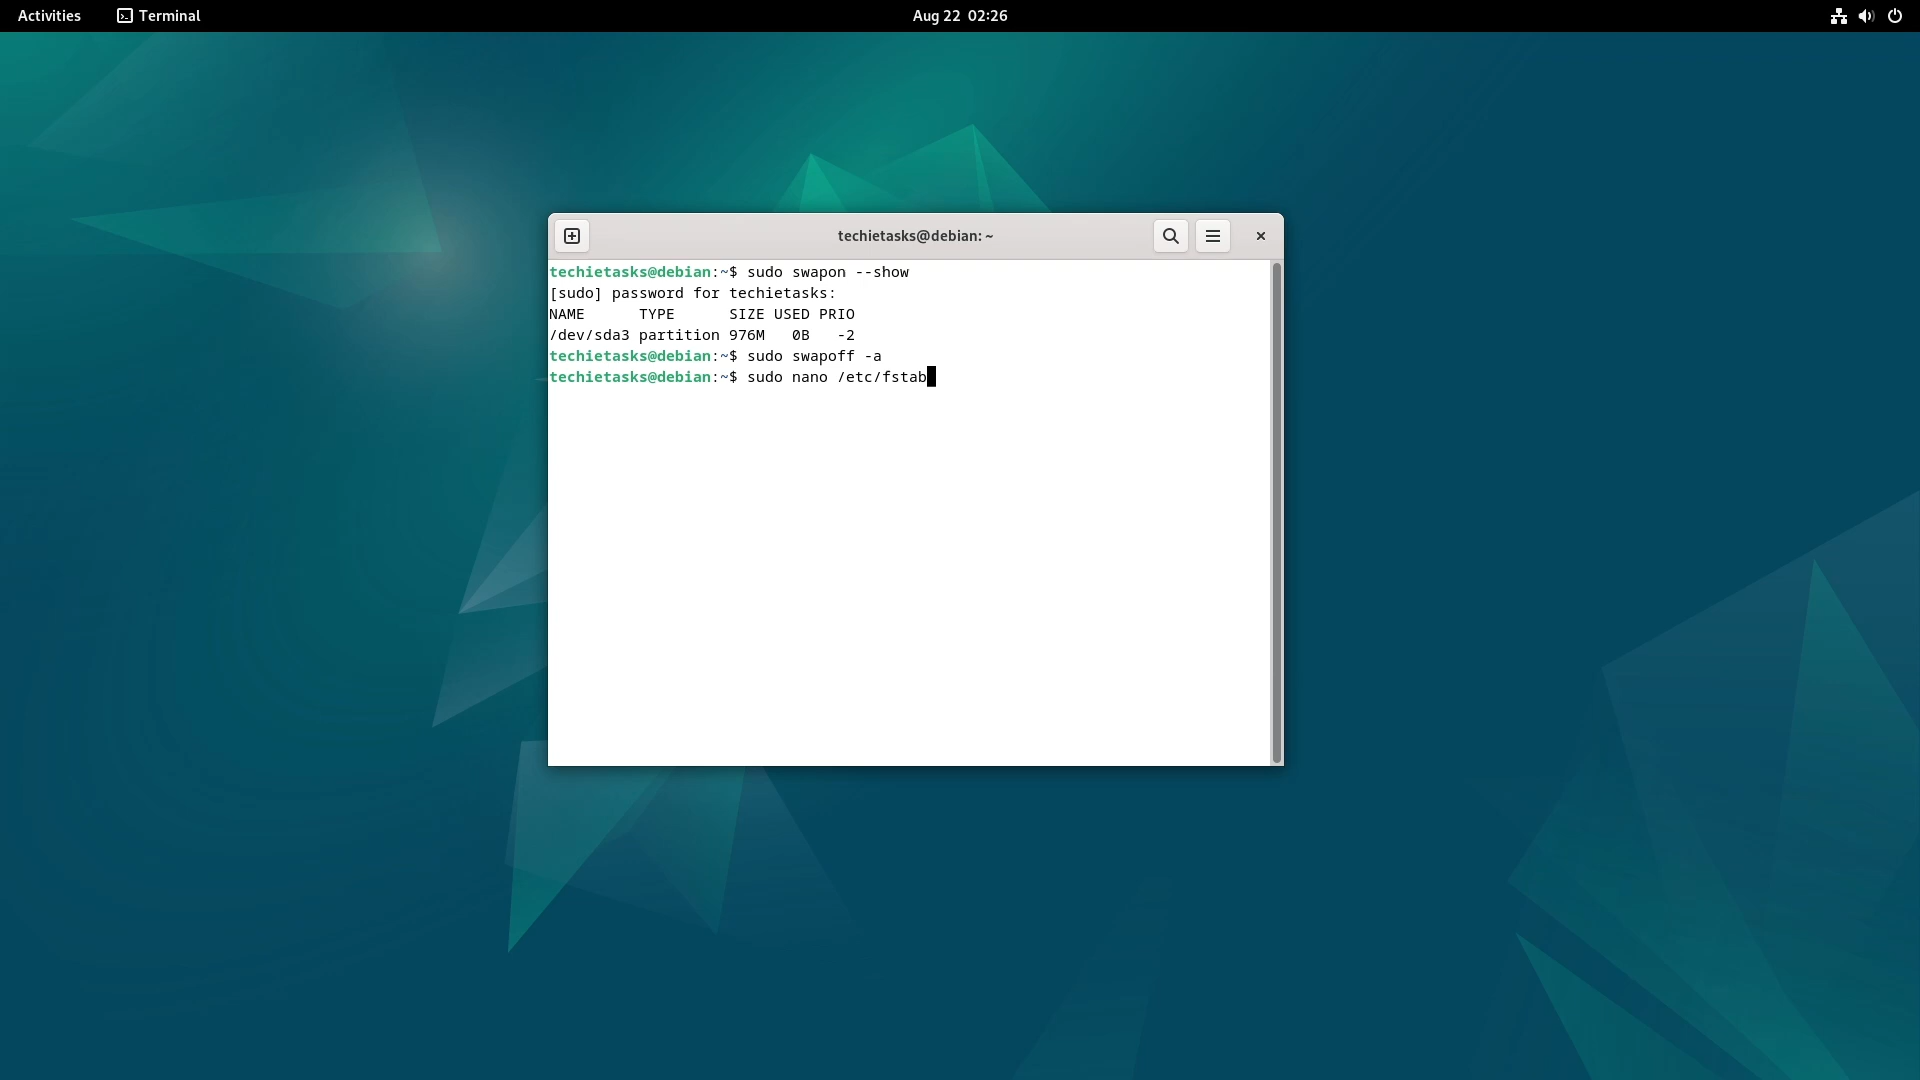 Activities Terminal Aug 22 02:26
techietasks@debian: ~
techietasks@debian:~$ sudo swapon --show
[sudo] password for techietasks:
NAME      TYPE      SIZE USED PRIO
/dev/sda3 partition 976M   0B   -2
techietasks@debian:~$ sudo swapoff -a
techietasks@debian:~$ sudo nano /etc/fstab